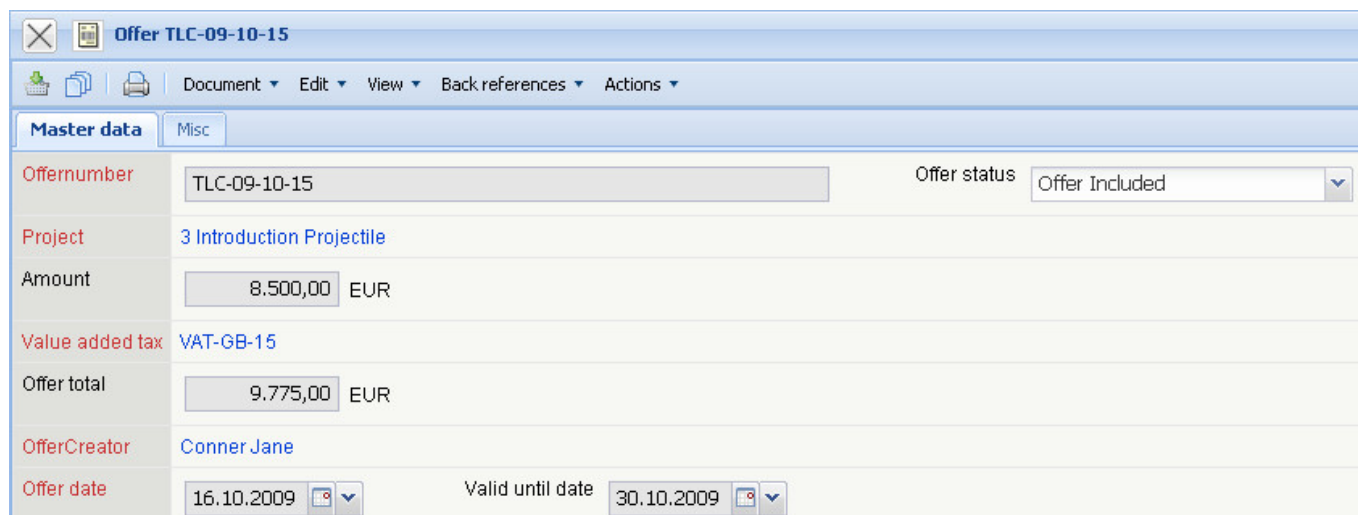 Offer TLC-09-10-15
Document Edit View Back references Actions
Master data Misc
Offernumber TLC-09-10-15 Offer status Offer Included
Project 3 Introduction Projectile
Amount 8.500,00 EUR
Value added tax VAT-GB-15
Offer total 9.775,00 EUR
OfferCreator Conner Jane
Offer date 16.10.2009 Valid until date 30.10.2009